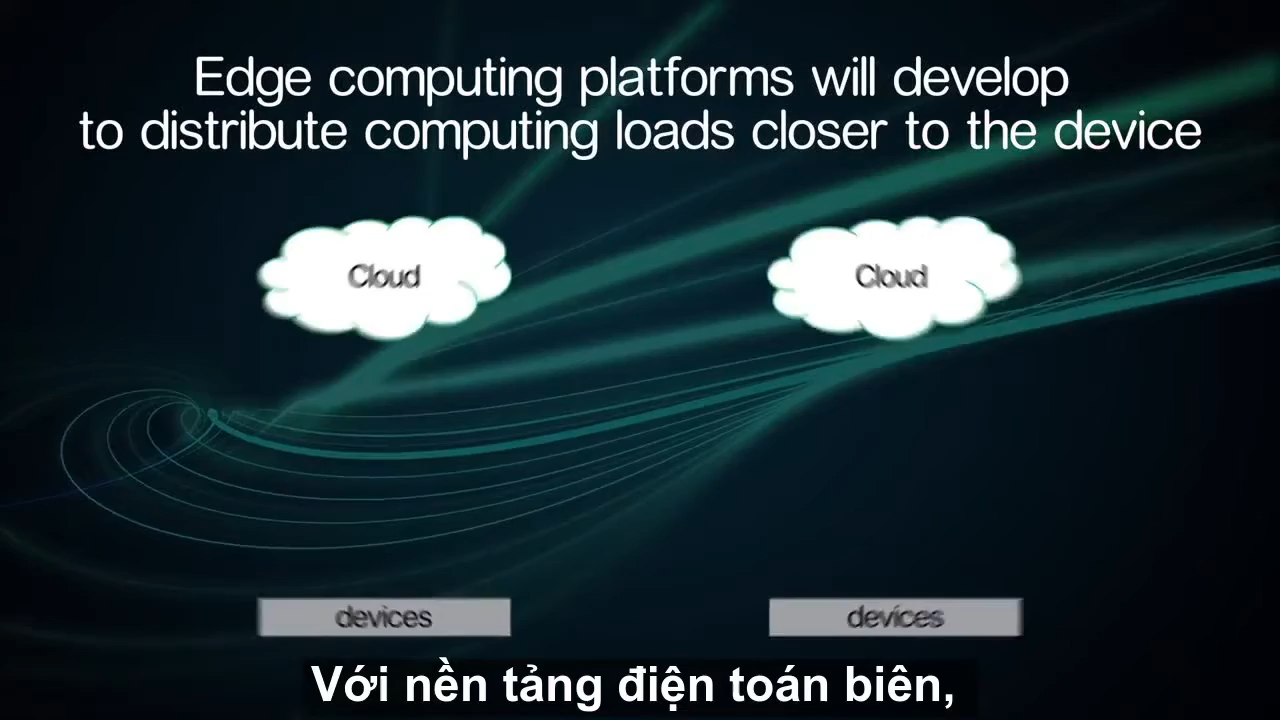 Edge computing platforms will develop
to distribute computing loads closer to the device
Cloud
Cloud
devices
devices
Với nền tảng điện toán biên,